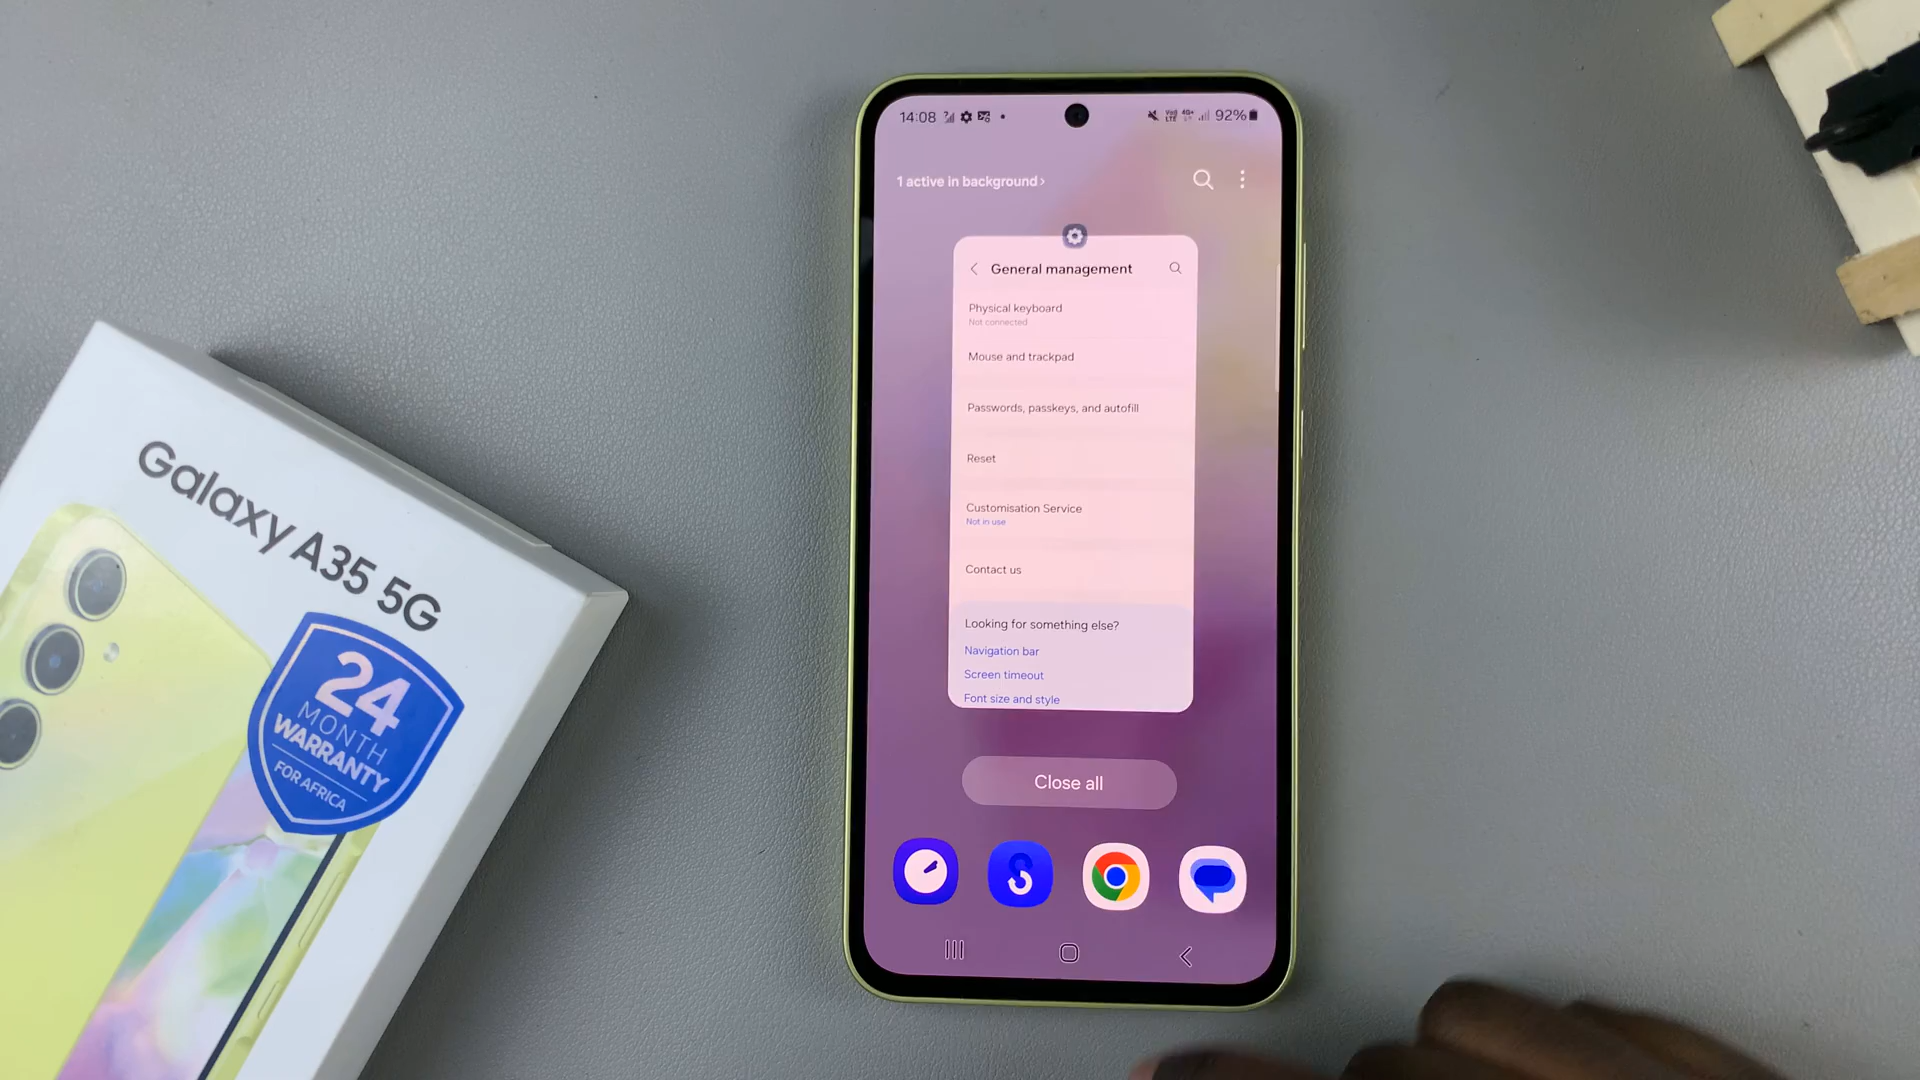 Galaxy A35 5G
24
MONTH
WARRANTY
FOR AFRICA
14:08
92%
1 active in background
General management
Physical keyboard
Not connected
Mouse and trackpad
Passwords, passkeys, and autofill
Reset
Customisation Service
Not in use
Contact us
Looking for something else?
Navigation bar
Screen timeout
Font size and style
Close all